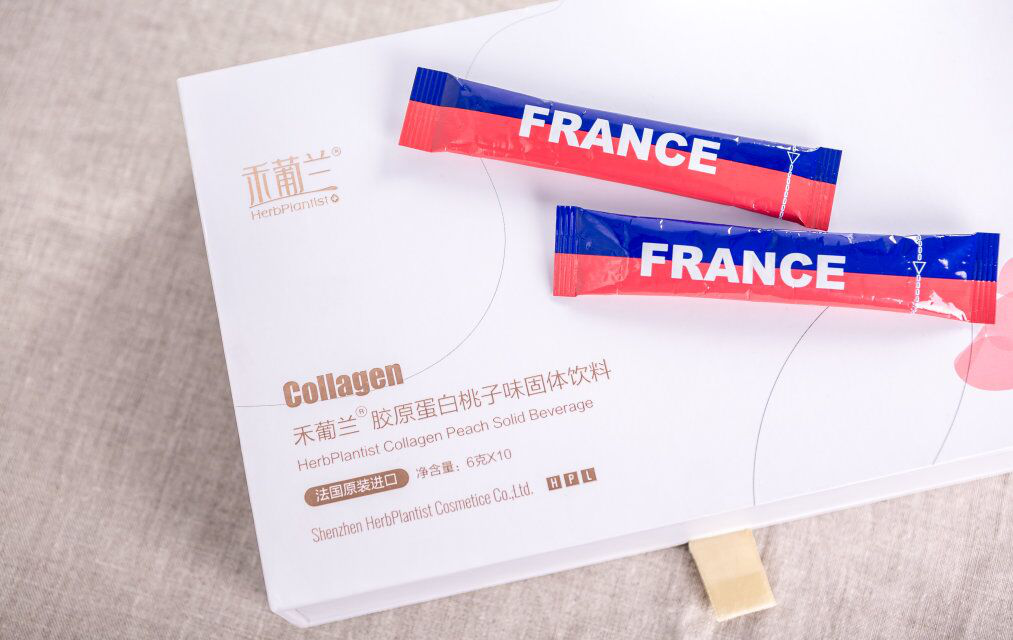 禾葡兰®
HerbPlantist
FRANCE
FRANCE
Collagen
禾葡兰® 胶原蛋白桃子味固体饮料
HerbPlantist Collagen Peach Solid Beverage
法国原装进口 净含量：6克X10
Shenzhen HerbPlantist Cosmetice Co.,Ltd. HPL